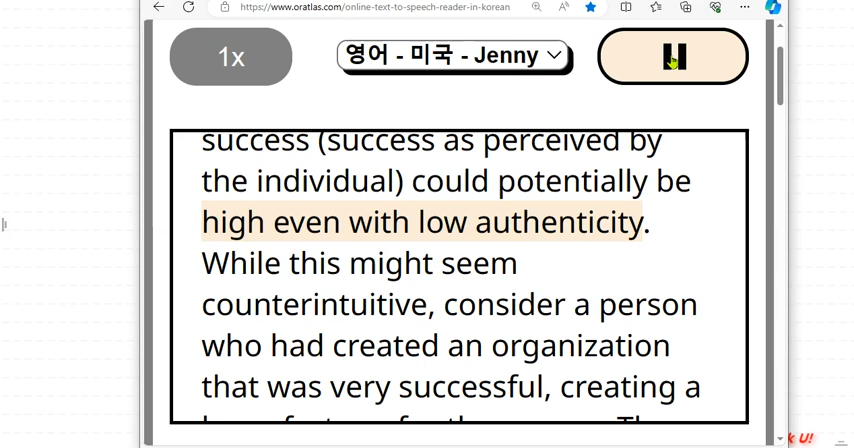 https://www.oratlas.com/online-text-to-speech-reader-in-korean
1x
영어 - 미국 - Jenny
success (success as perceived by
the individual) could potentially be
high even with low authenticity.
While this might seem
counterintuitive, consider a person
who had created an organization
that was very successful, creating a
k U!